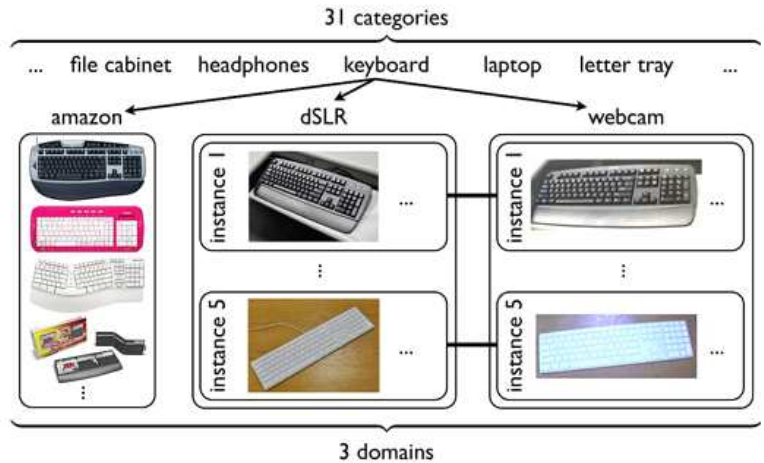 31 categories
... file cabinet headphones keyboard laptop letter tray ...
amazon dSLR webcam
instance 1 ... instance 1 ...
...
...
instance 5 ... instance 5 ...
...
3 domains